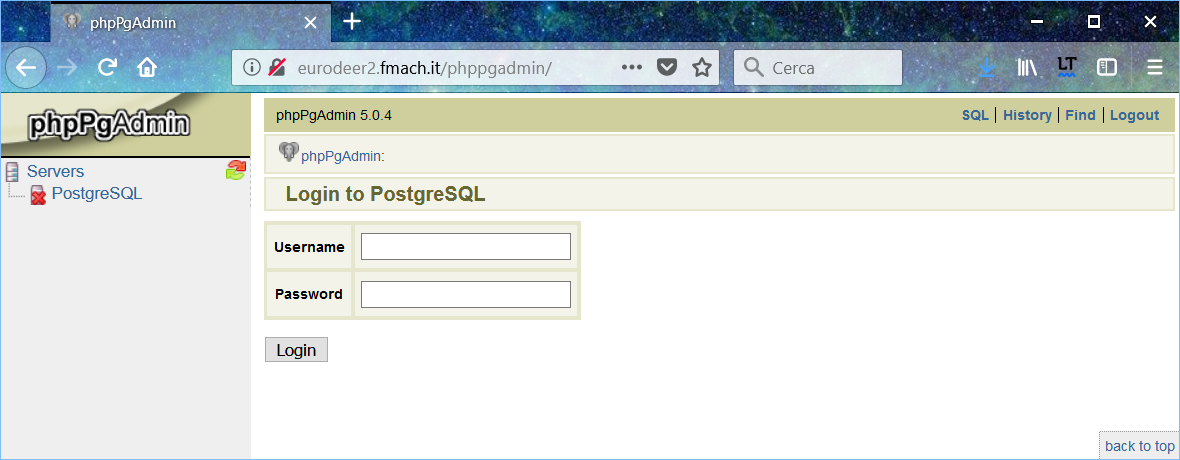 phpPgAdmin
eurodeer2.fmach.it/phppgadmin/
Cerca
LT
phpPgAdmin
phpPgAdmin 5.0.4
SQL | History | Find | Logout
Servers
PostgreSQL
phpPgAdmin:
Login to PostgreSQL
Username
Password
Login
back to top